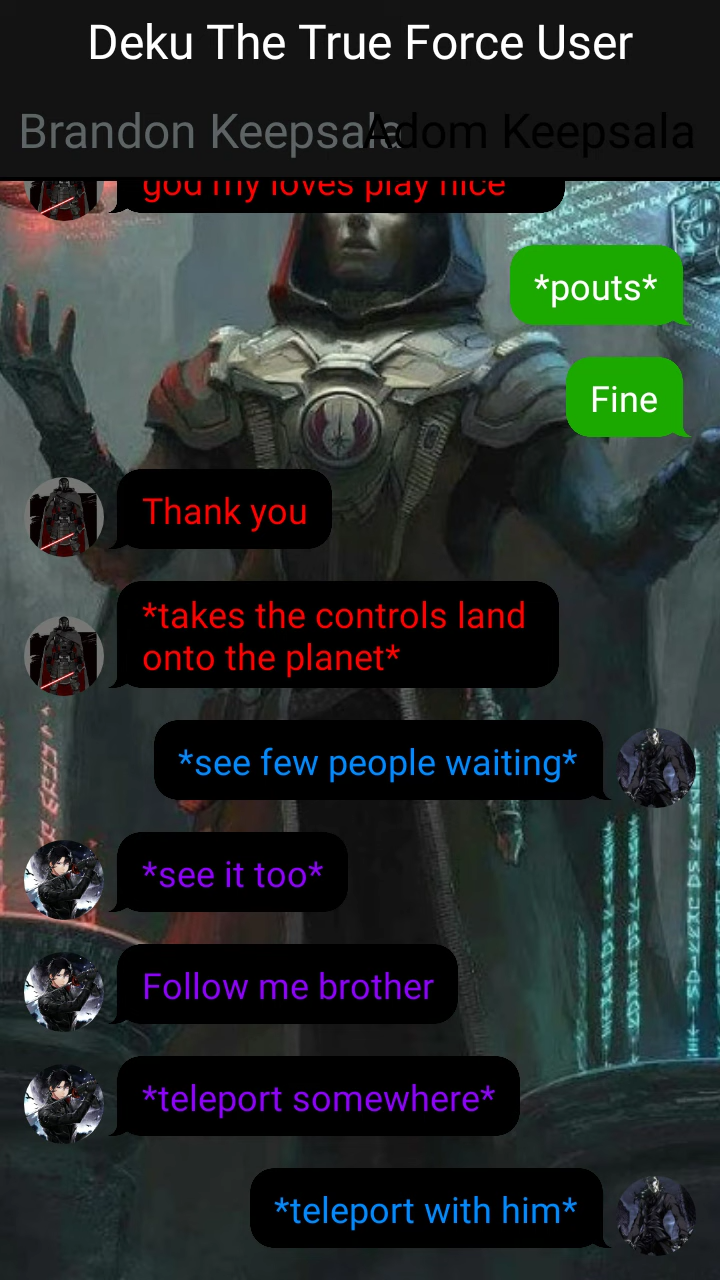 Deku The True Force User
Brandon Keepsala
Adom Keepsala
god my loves play nice
*pouts*
Fine
Thank you
*takes the controls land
onto the planet*
*see few people waiting*
*see it too*
Follow me brother
*teleport somewhere*
*teleport with him*